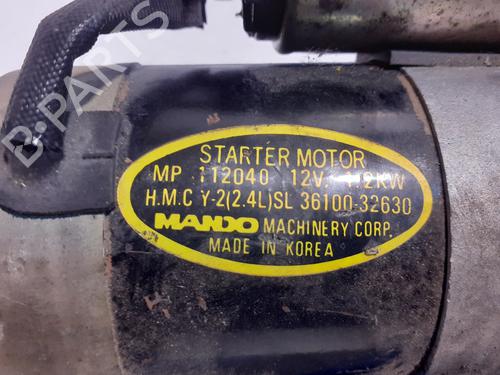 B-PARTS
STARTER MOTOR
MP 112040 12V. 1.2KW
H.M.C Y-2(2.4L)SL 36100-32630
MANDO MACHINERY CORP.
MADE IN KOREA